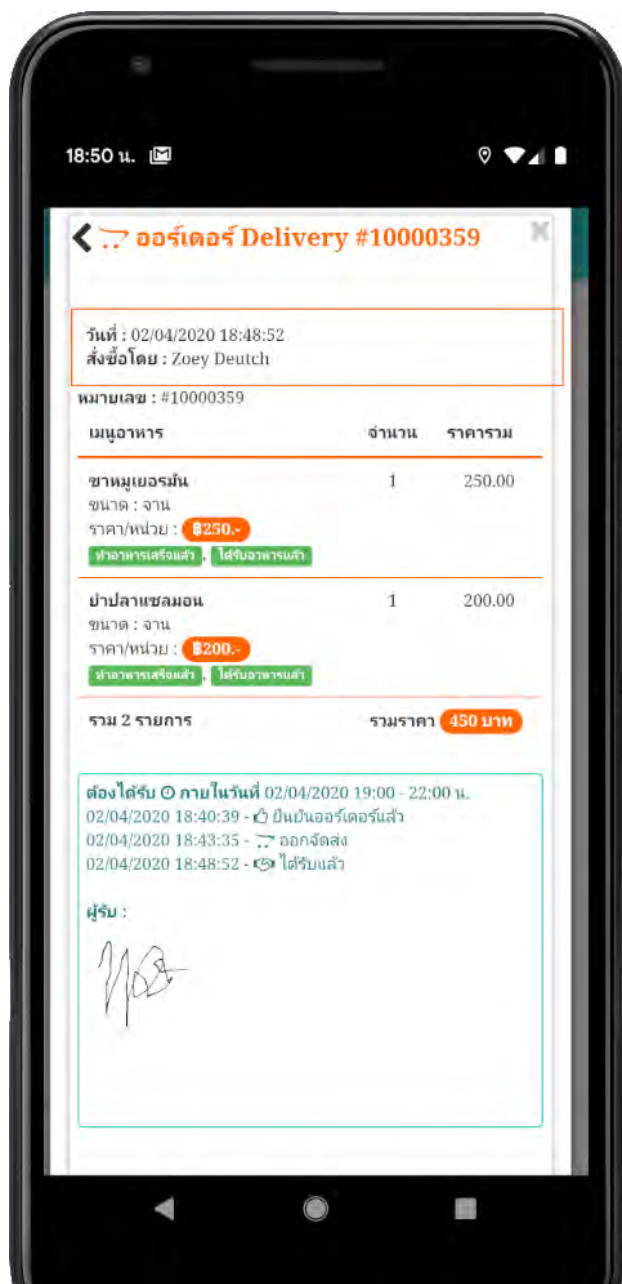 18:50 น.
ออร์เดอร์ Delivery #10000359
วันที่ : 02/04/2020 18:48:52
สั่งซื้อโดย : Zoey Deutch
หมายเลข : #10000359
เมนูอาหาร จำนวน ราคารวม
ขาหมูเยอรมัน 1 250.00
ขนาด : จาน
ราคา/หน่วย : ฿250.-
ทำอาหารเสร็จแล้ว , ได้รับอาหารแล้ว
ยำปลาแซลมอน 1 200.00
ขนาด : จาน
ราคา/หน่วย : ฿200.-
ทำอาหารเสร็จแล้ว , ได้รับอาหารแล้ว
รวม 2 รายการ รวมราคา 450 บาท
ต้องได้รับ ภายในวันที่ 02/04/2020 19:00 - 22:00 น.
02/04/2020 18:40:39 - ยืนยันออร์เดอร์แล้ว
02/04/2020 18:43:35 - ออกจัดส่ง
02/04/2020 18:48:52 - ได้รับแล้ว
ผู้รับ :